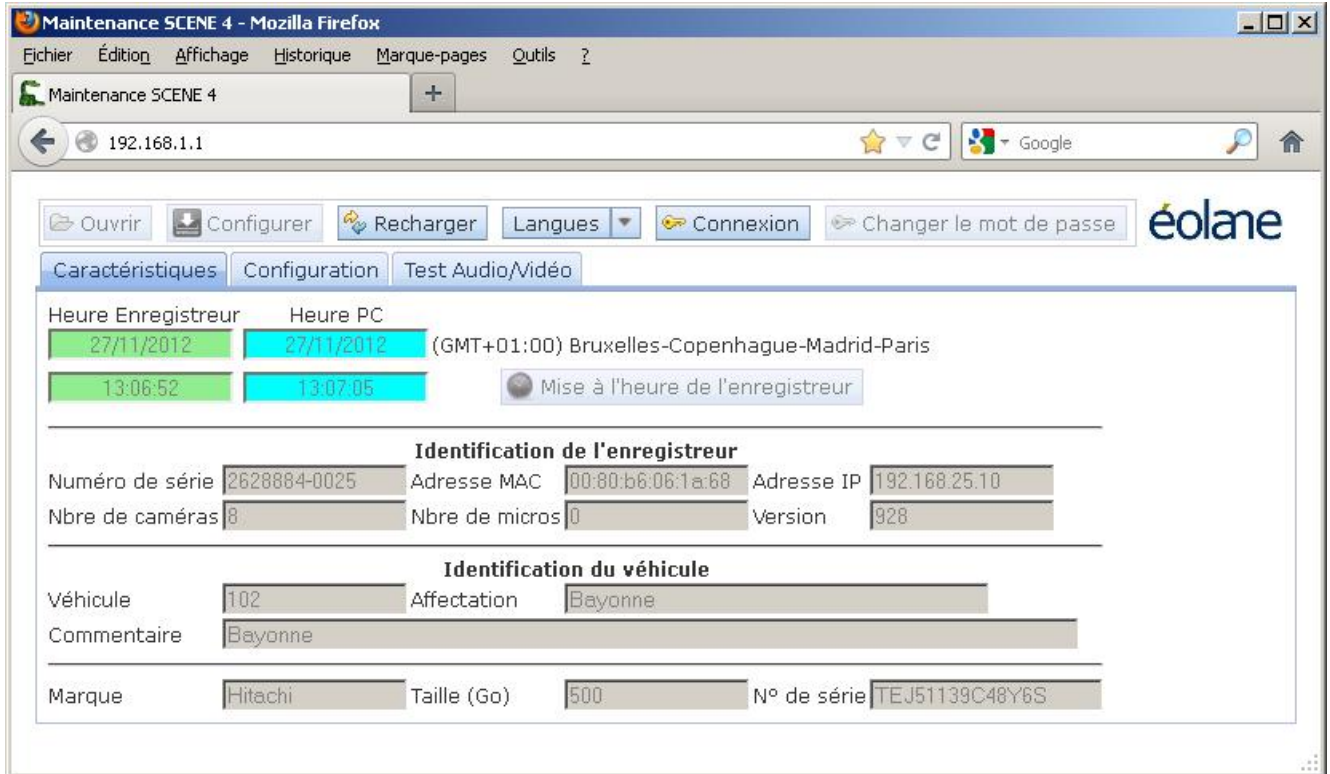 Maintenance SCENE 4 - Mozilla Firefox
Fichier Édition Affichage Historique Marque-pages Outils ?
Maintenance SCENE 4 +
192.168.1.1 Google
Ouvrir Configurer Recharger Langues Connexion Changer le mot de passe éolane
Caractéristiques Configuration Test Audio/Vidéo
Heure Enregistreur Heure PC
27/11/2012 27/11/2012 (GMT+01:00) Bruxelles-Copenhague-Madrid-Paris
13:06:52 13:07:05 Mise à l'heure de l'enregistreur
Identification de l'enregistreur
Numéro de série 2628884-0025 Adresse MAC 00:80:b6:06:1a:68 Adresse IP 192.168.25.10
Nbre de caméras 8 Nbre de micros 0 Version 928
Identification du véhicule
Véhicule 102 Affectation Bayonne
Commentaire Bayonne
Marque Hitachi Taille (Go) 500 Nº de série TEJ51139C48Y6S